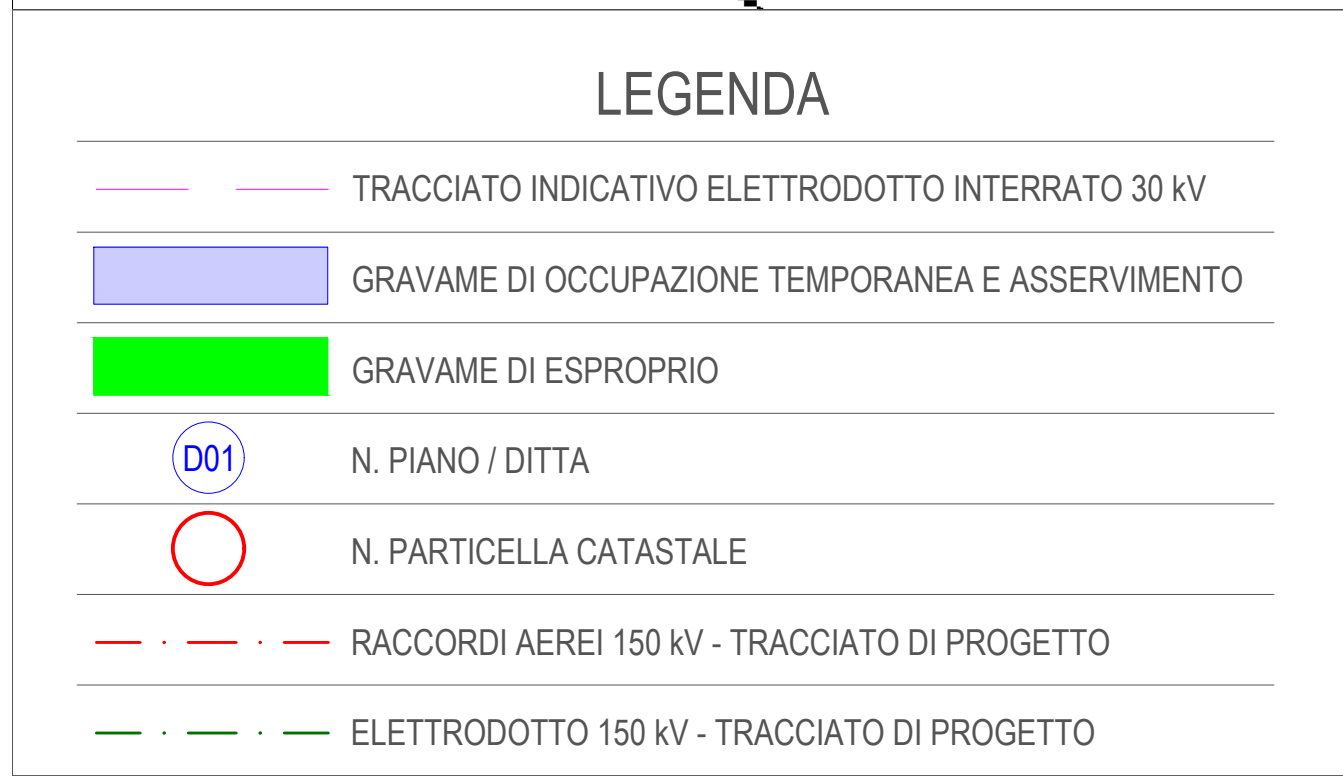 LEGENDA
TRACCIATO INDICATIVO ELETTRODOTTO INTERRATO 30 kV
GRAVAME DI OCCUPAZIONE TEMPORANEA E ASSERVIMENTO
GRAVAME DI ESPROPRIO
D01 N. PIANO / DITTA
N. PARTICELLA CATASTALE
RACCORDI AEREI 150 kV - TRACCIATO DI PROGETTO
ELETTRODOTTO 150 kV - TRACCIATO DI PROGETTO